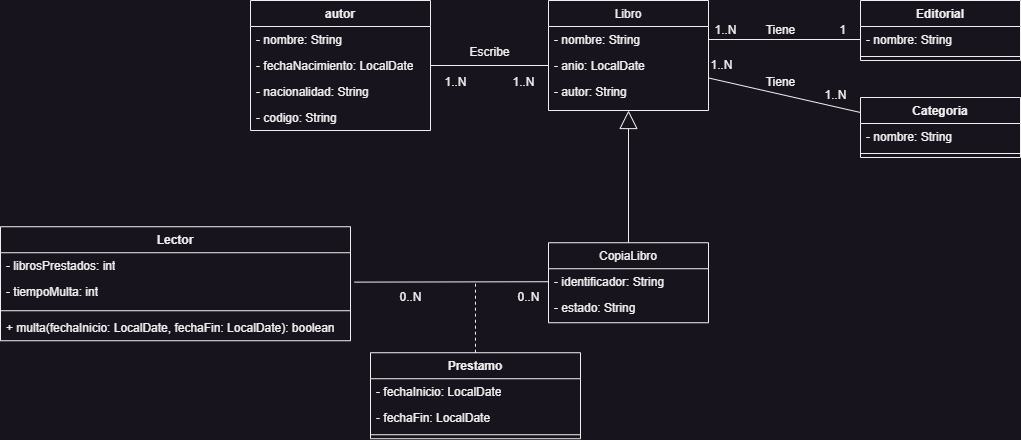 autor
- nombre: String
- fechaNacimiento: LocalDate
- nacionalidad: String
- codigo: String
Escribe
1..N
1..N
Libro
- nombre: String
- anio: LocalDate
- autor: String
1..N
Tiene
1
Editorial
- nombre: String
1..N
Tiene
1..N
Categoria
- nombre: String
Lector
- librosPrestados: int
- tiempoMulta: int
+ multa(fechaInicio: LocalDate, fechaFin: LocalDate): boolean
0..N
0..N
CopiaLibro
- identificador: String
- estado: String
Prestamo
- fechaInicio: LocalDate
- fechaFin: LocalDate